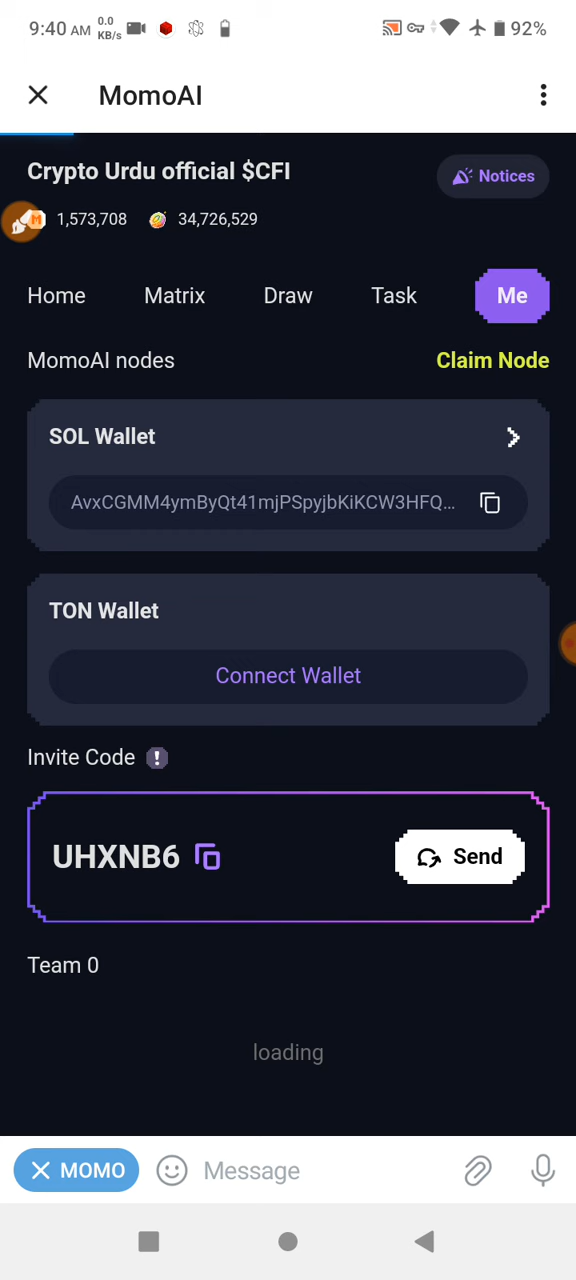 9:40 AM 0.0 KB/s 92%
MomoAI
Crypto Urdu official $CFI
Notices
M 1,573,708 34,726,529
Home Matrix Draw Task Me
MomoAI nodes Claim Node
SOL Wallet
AvxCGMM4ymByQt41mjPSpyjbKiKCW3HFQ...
TON Wallet
Connect Wallet
Invite Code !
UHXNB6 Send
Team 0
loading
MOMO Message